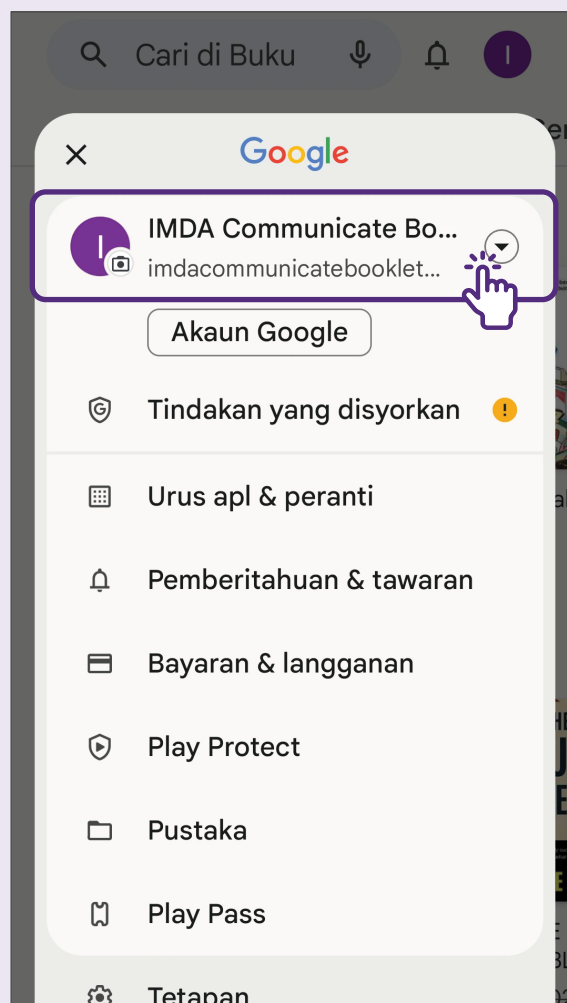 Cari di Buku
I
Google
I
IMDA Communicate Bo...
imdacommunicatebooklet...
Akaun Google
Tindakan yang disyorkan
!
Urus apl & peranti
Pemberitahuan & tawaran
Bayaran & langganan
Play Protect
Pustaka
Play Pass
Tetapan